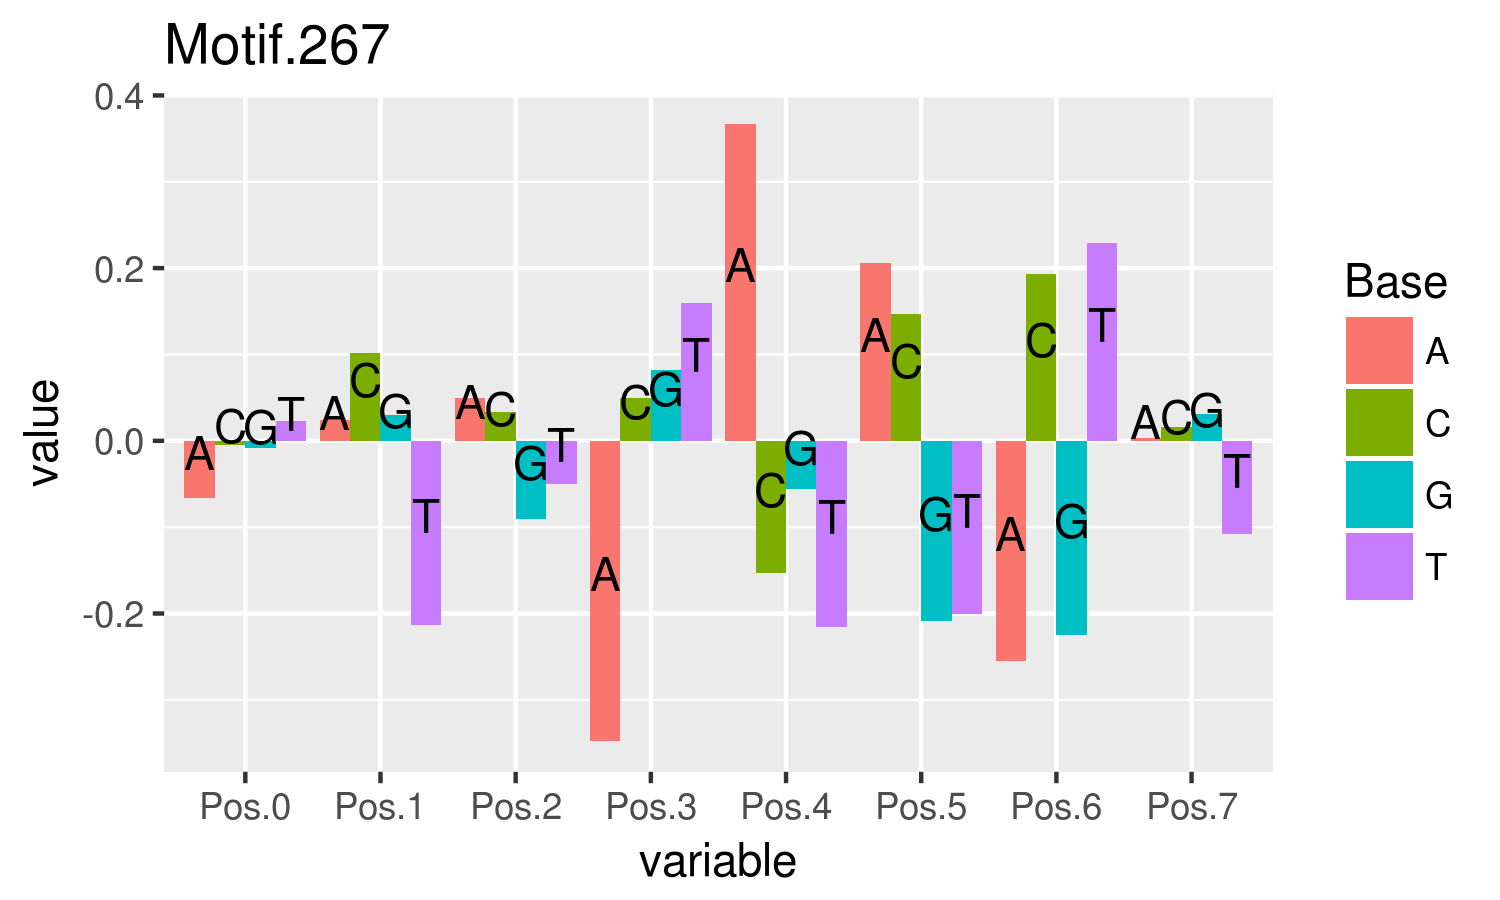 Motif.267
0.4
0.2
0.0
-0.2
value
A C G T A C G T A C G T A C G T A C G T A C G T A C G T A C G T
Pos.0 Pos.1 Pos.2 Pos.3 Pos.4 Pos.5 Pos.6 Pos.7
variable
Base
A
C
G
T